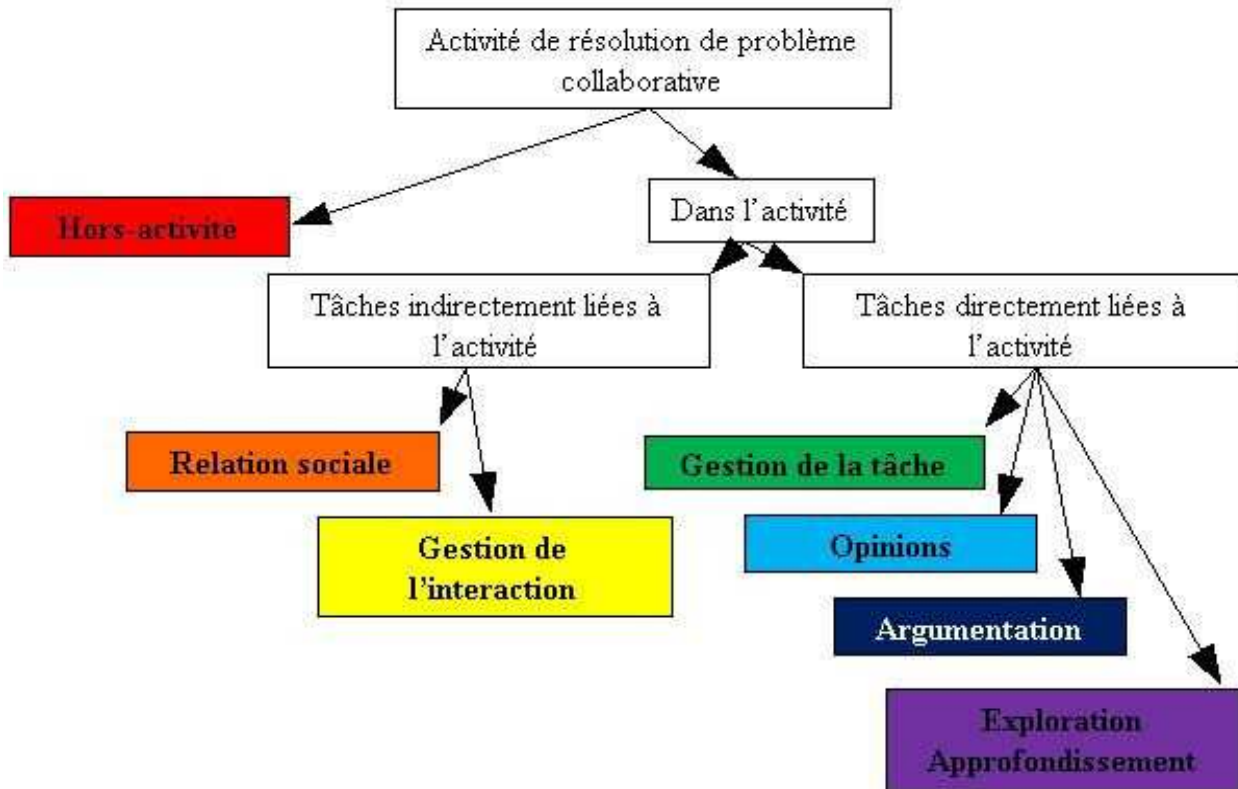 Activité de résolution de problème
collaborative
Hors-activité
Dans l'activité
Tâches indirectement liées à
l'activité
Tâches directement liées à
l'activité
Relation sociale
Gestion de la tâche
Gestion de
l'interaction
Opinions
Argumentation
Exploration
Approfondissement